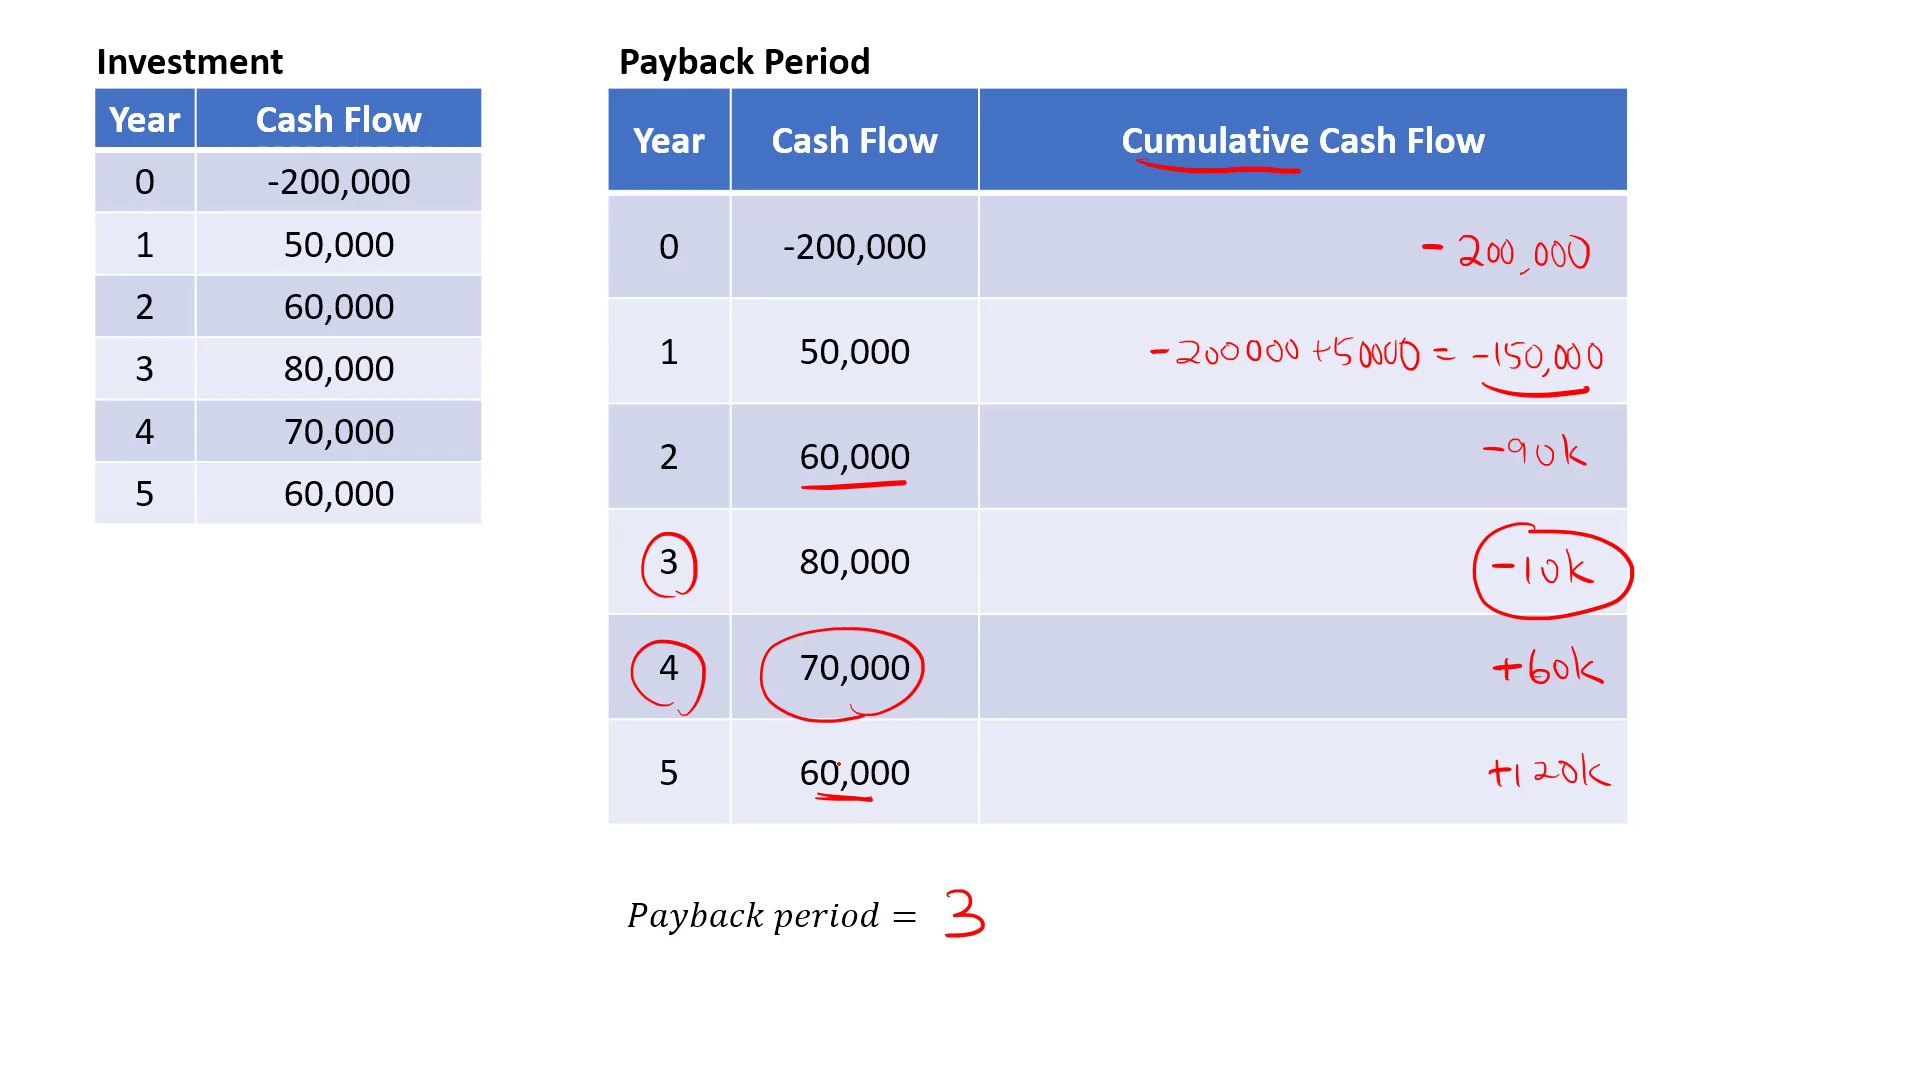 Investment
Year Cash Flow
0 -200,000
1 50,000
2 60,000
3 80,000
4 70,000
5 60,000
Payback Period
Year Cash Flow Cumulative Cash Flow
0 -200,000 -200,000
1 50,000 -200000 +50000 = -150,000
2 60,000 -90k
3 80,000 -10k
4 70,000 +60k
5 60,000 +120k
Payback period = 3